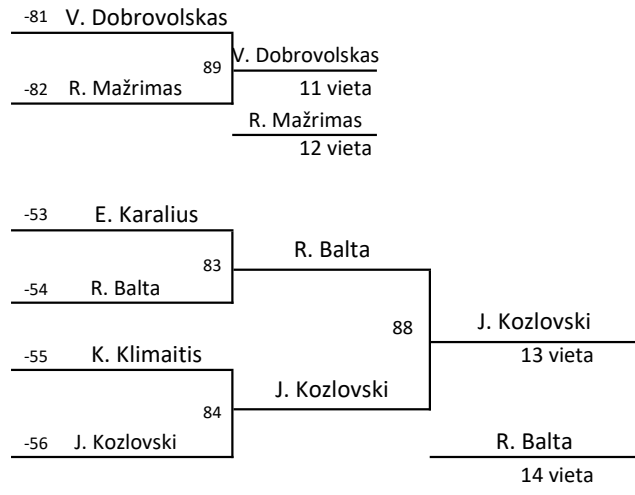 -81 V. Dobrovolskas
89 V. Dobrovolskas
-82 R. Mažrimas 11 vieta
R. Mažrimas
12 vieta
-53 E. Karalius
83 R. Balta
-54 R. Balta
88 J. Kozlovski
-55 K. Klimaitis 13 vieta
84 J. Kozlovski
-56 J. Kozlovski R. Balta
14 vieta